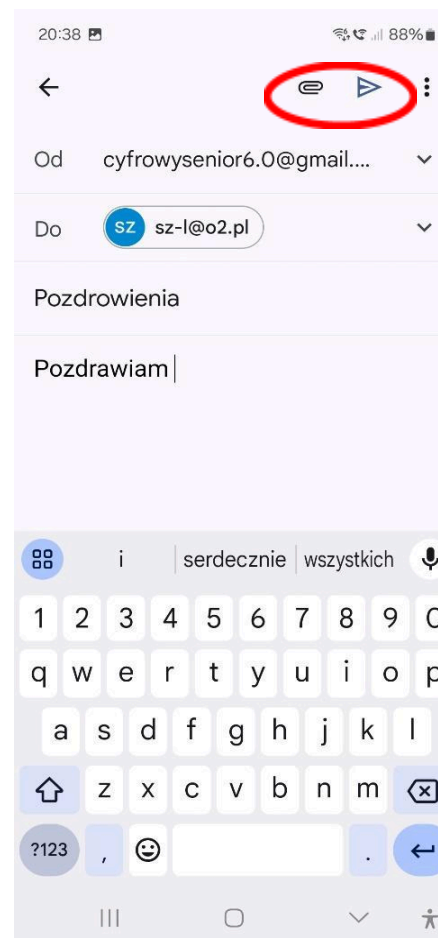 20:38 88%
Od cyfrowysenior6.0@gmail....
Do SZ sz-l@o2.pl
Pozdrowienia
Pozdrawiam
i serdecznie wszystkich
1 2 3 4 5 6 7 8 9 0
q w e r t y u i o p
a s d f g h j k l
z x c v b n m
?123 , .